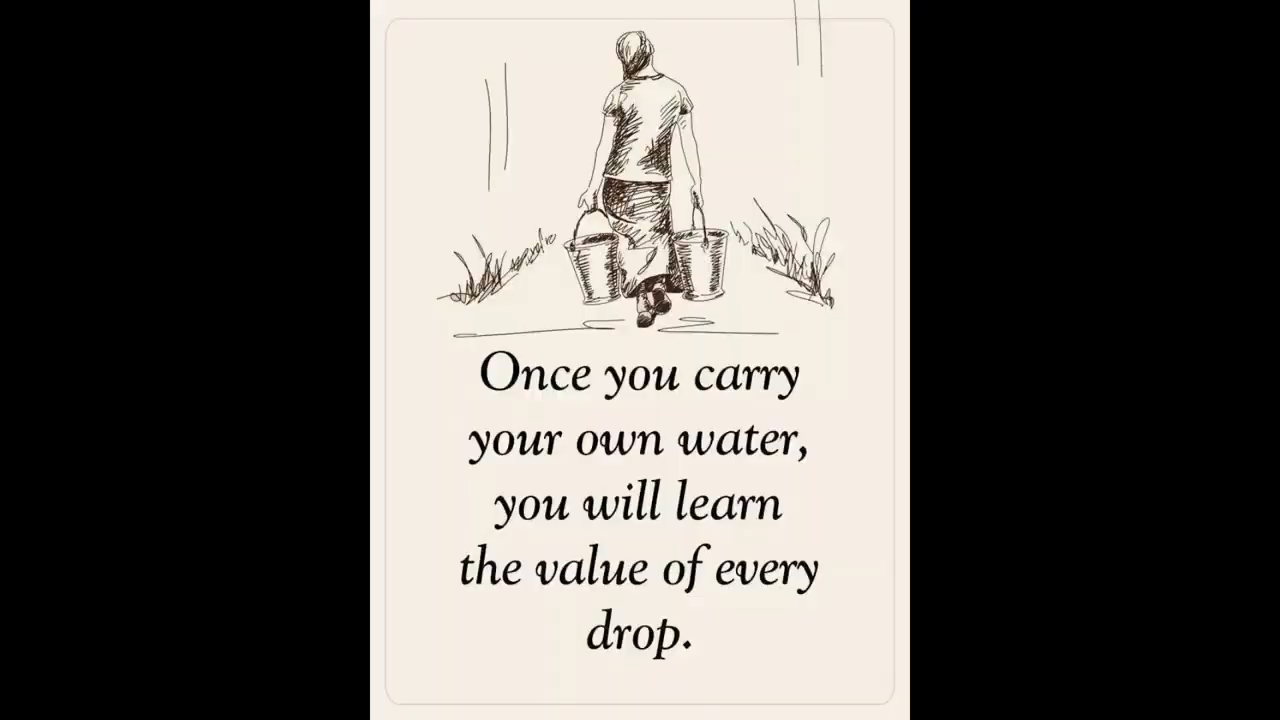 Once you carry
your own water,
you will learn
the value of every
drop.